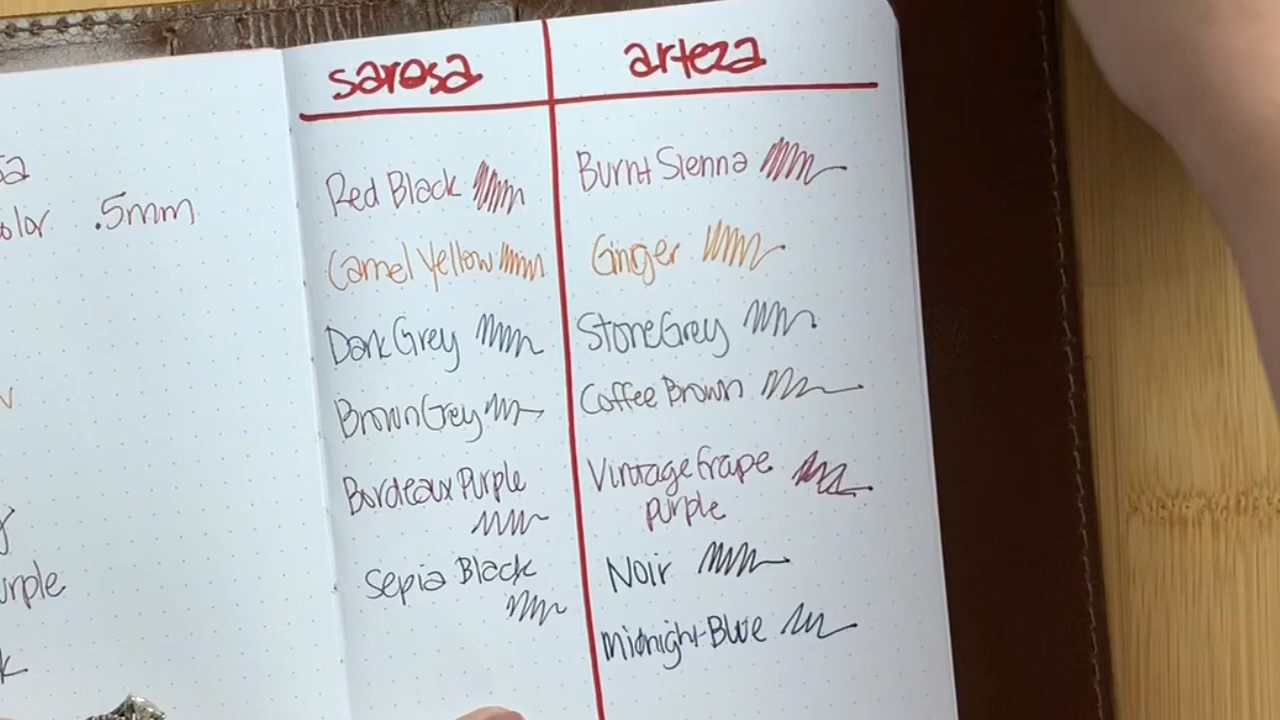 .5mm
sarasa
arteza
Red Black
Burnt Sienna
Camel Yellow
Ginger
Dark Grey
Stone Grey
Brown Grey
Coffee Brown
Bordeaux Purple
Vintage Grape
purple
Sepia Black
Noir
Midnight Blue